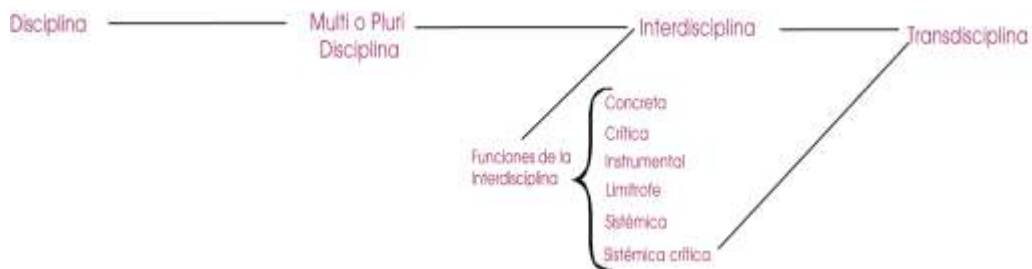 Disciplina
Multi o Pluri
Disciplina
Interdisciplina
Transdisciplina
Funciones de la
Interdisciplina
Concreta
Crítica
Instrumental
Limítrofe
Sistémica
Sistémica crítica